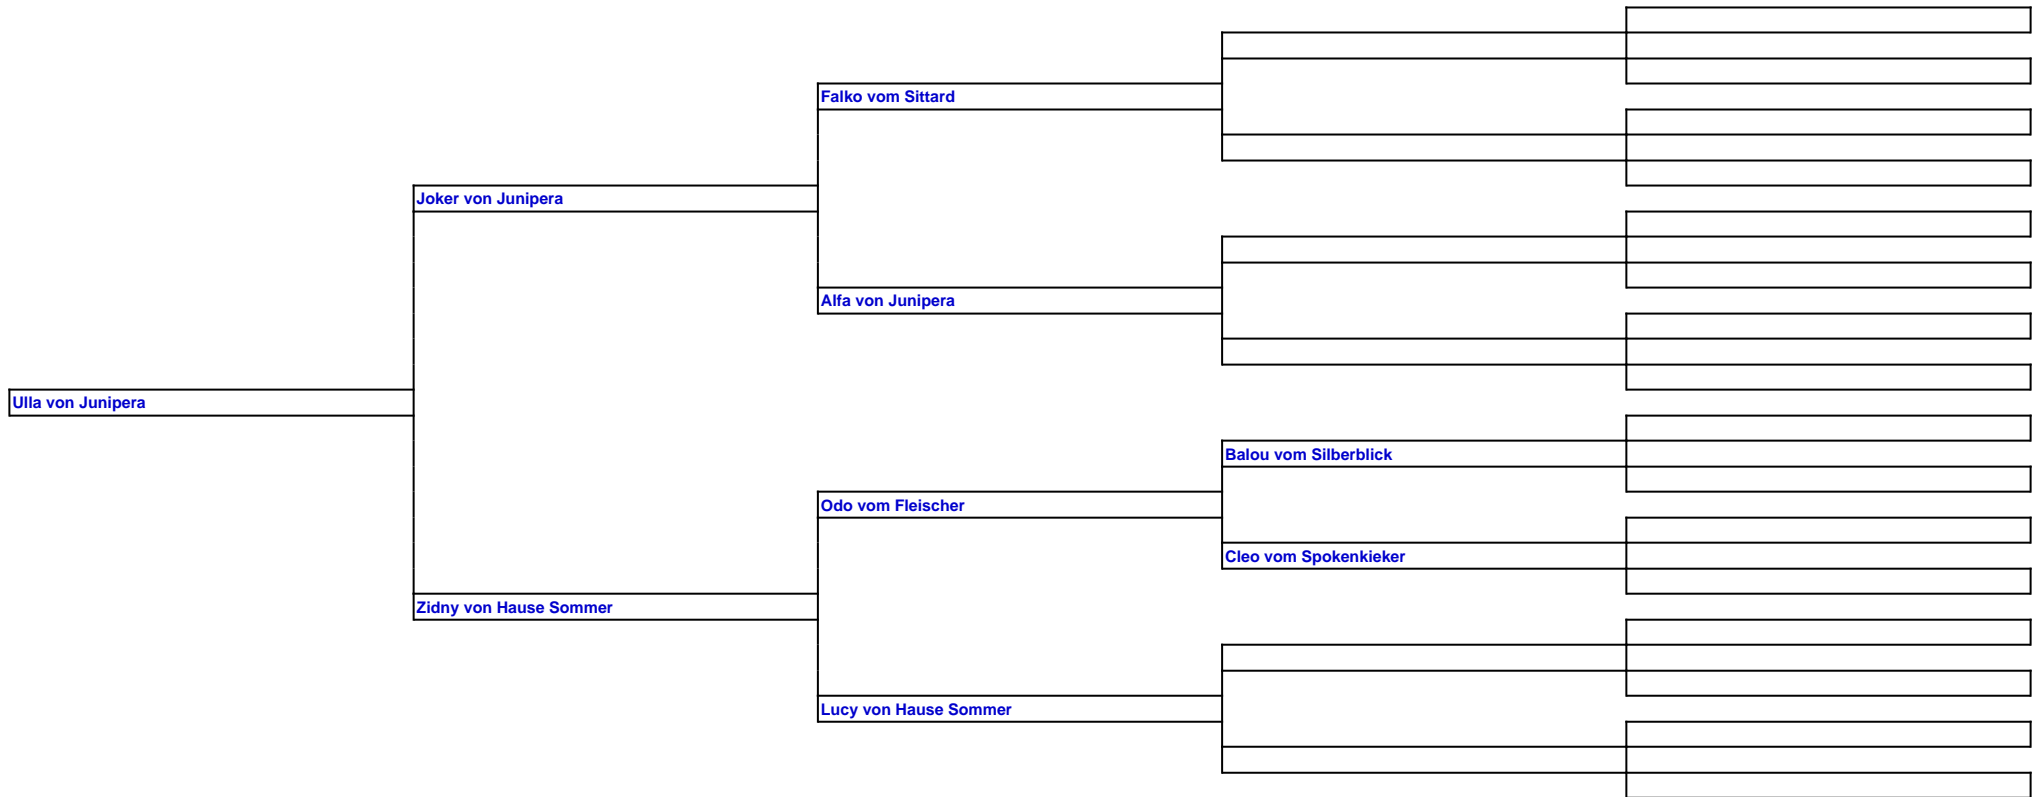 Falko vom Sittard
Joker von Junipera
Alfa von Junipera
Ulla von Junipera
Balou vom Silberblick
Odo vom Fleischer
Cleo vom Spokenkieker
Zidny von Hause Sommer
Lucy von Hause Sommer